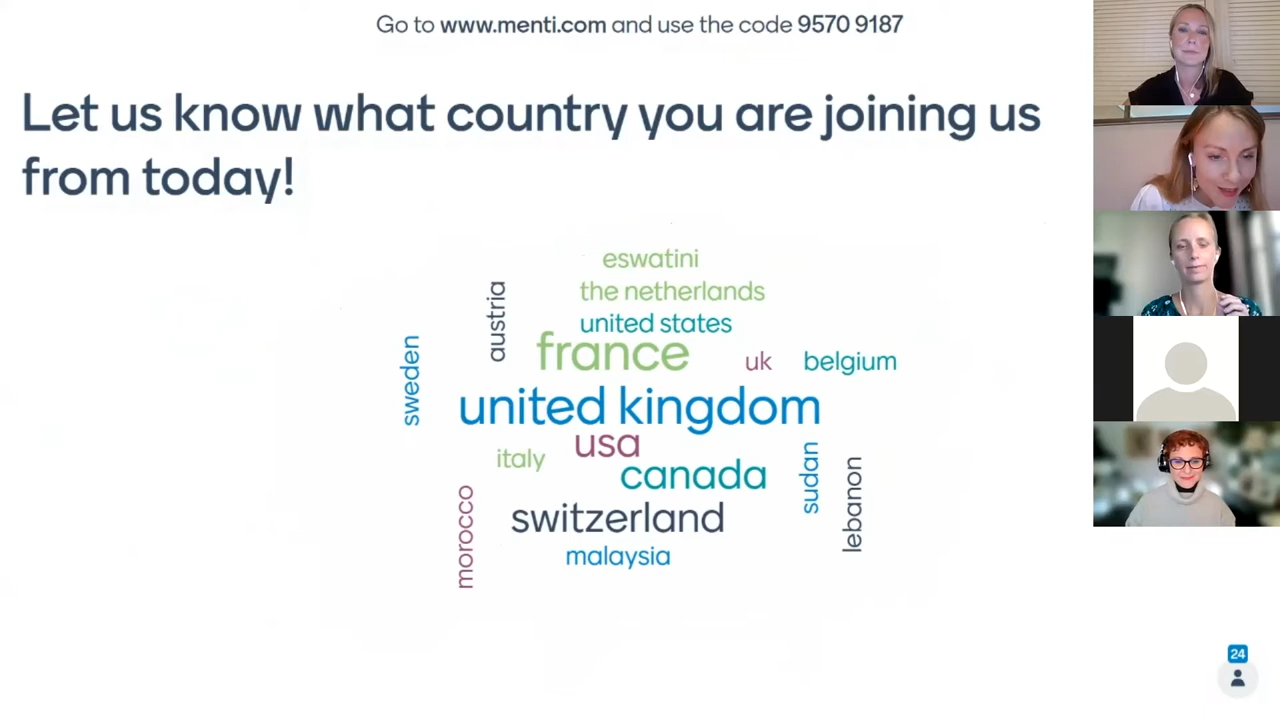 Go to www.menti.com and use the code 9570 9187
Let us know what country you are joining us
from today!
eswatini
the netherlands
austria
united states
france
uk
belgium
sweden
united kingdom
usa
italy
canada
sudan
lebanon
morocco
switzerland
malaysia
24